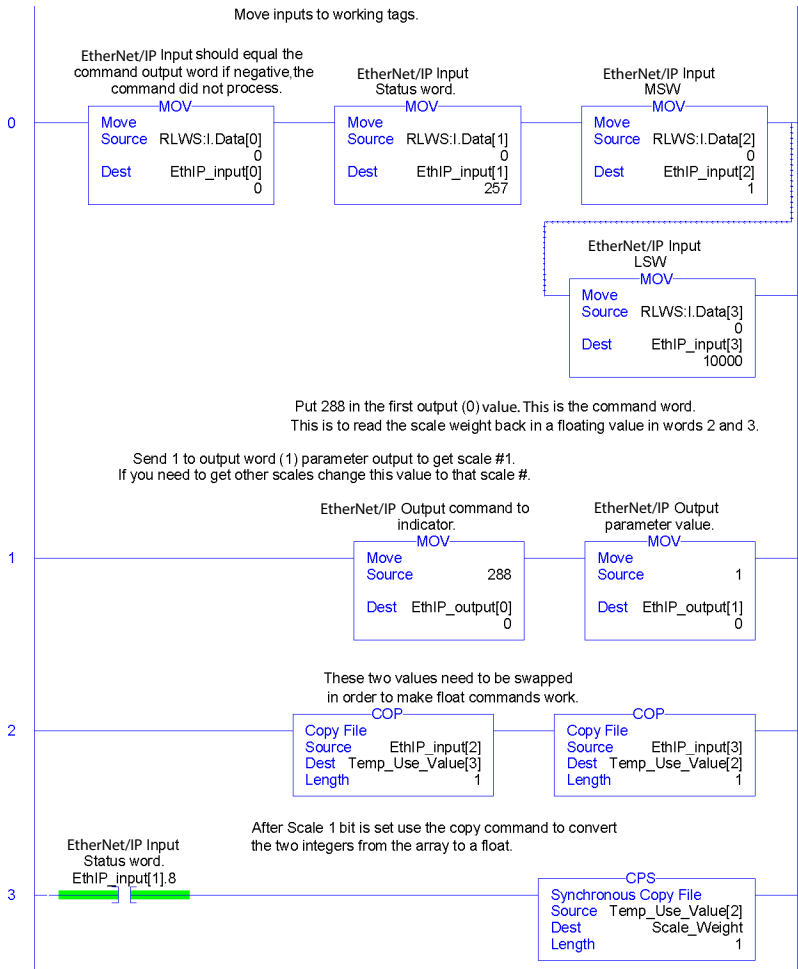 Move inputs to working tags.
EtherNet/IP Input should equal the
command output word if negative,the
command did not process.
EtherNet/IP Input
Status word.
EtherNet/IP Input
MSW
0
MOV
Move
Source RLWS:I.Data[0]
0
Dest EthIP_input[0]
0
MOV
Move
Source RLWS:I.Data[1]
0
Dest EthIP_input[1]
257
MOV
Move
Source RLWS:I.Data[2]
0
Dest EthIP_input[2]
1
EtherNet/IP Input
LSW
MOV
Move
Source RLWS:I.Data[3]
0
Dest EthIP_input[3]
10000
Put 288 in the first output (0) value. This is the command word.
This is to read the scale weight back in a floating value in words 2 and 3.
Send 1 to output word (1) parameter output to get scale #1.
If you need to get other scales change this value to that scale #.
EtherNet/IP Output command to
indicator.
EtherNet/IP Output
parameter value.
1
MOV
Move
Source 288
Dest EthIP_output[0]
0
MOV
Move
Source 1
Dest EthIP_output[1]
0
These two values need to be swapped
in order to make float commands work.
2
COP
Copy File
Source EthIP_input[2]
Dest Temp_Use_Value[3]
Length 1
COP
Copy File
Source EthIP_input[3]
Dest Temp_Use_Value[2]
Length 1
After Scale 1 bit is set use the copy command to convert
the two integers from the array to a float.
EtherNet/IP Input
Status word.
EthIP_input[1].8
3
CPS
Synchronous Copy File
Source Temp_Use_Value[2]
Dest Scale_Weight
Length 1